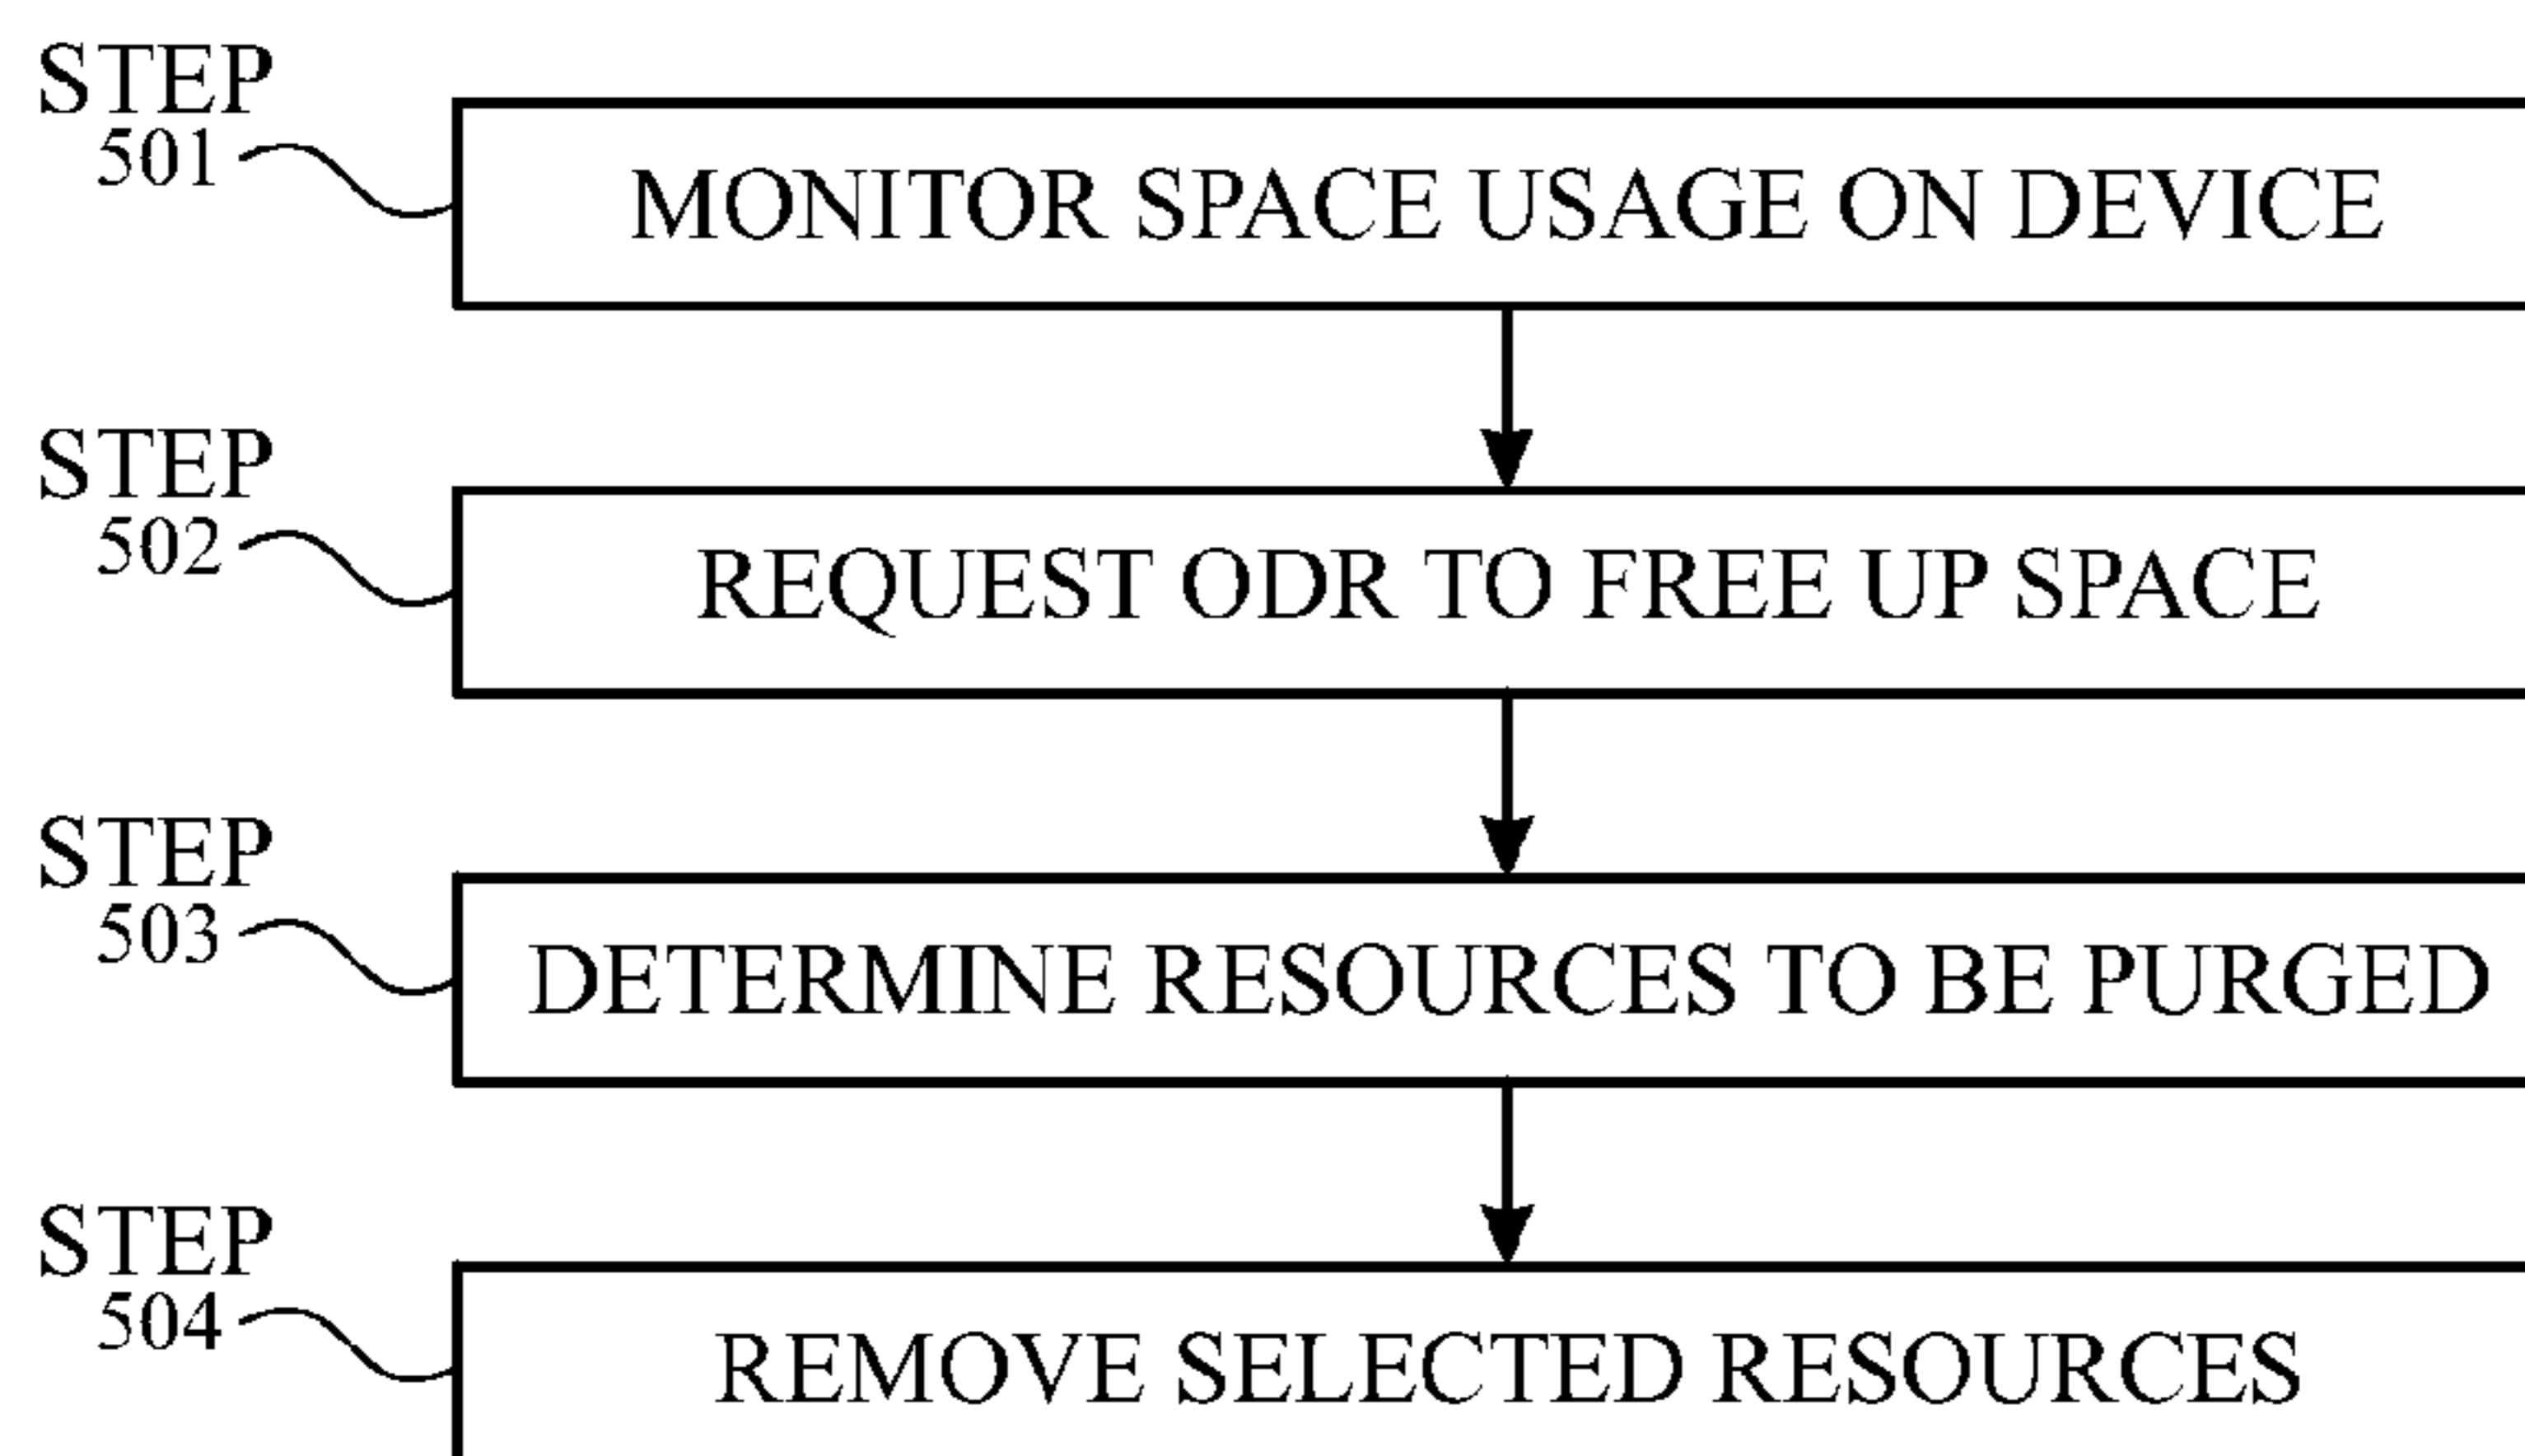 STEP
501
MONITOR SPACE USAGE ON DEVICE
STEP
502
REQUEST ODR TO FREE UP SPACE
STEP
503
DETERMINE RESOURCES TO BE PURGED
STEP
504
REMOVE SELECTED RESOURCES